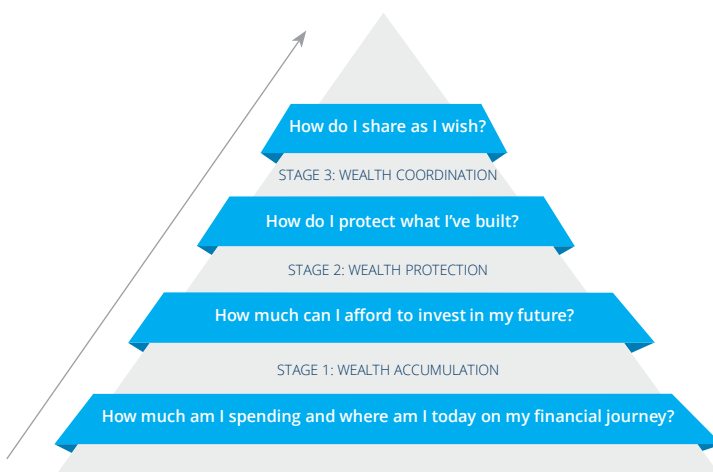 How do I share as I wish?
STAGE 3: WEALTH COORDINATION
How do I protect what I've built?
STAGE 2: WEALTH PROTECTION
How much can I afford to invest in my future?
STAGE 1: WEALTH ACCUMULATION
How much am I spending and where am I today on my financial journey?